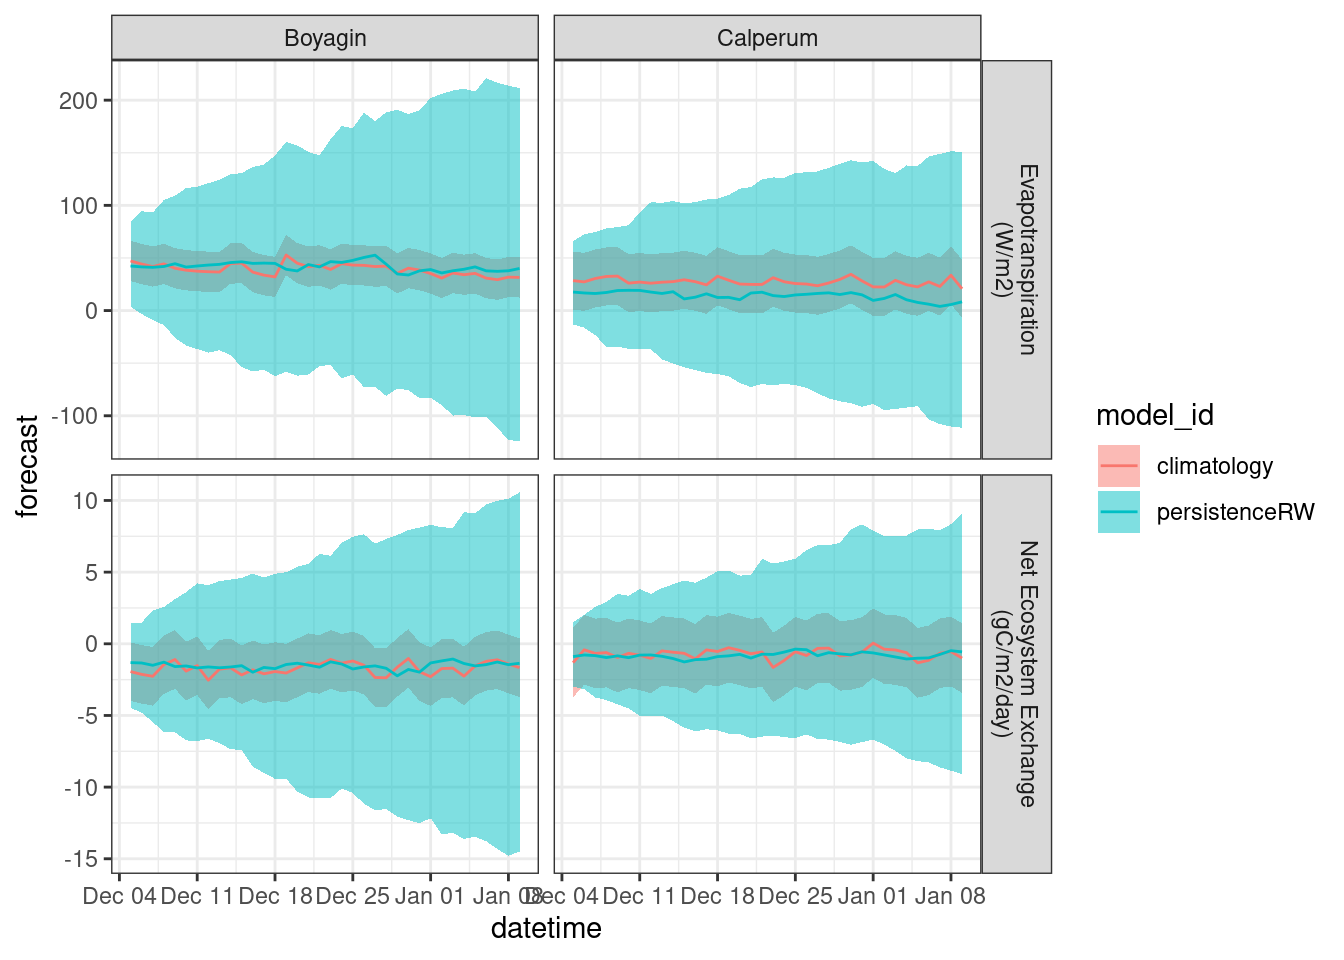 Boyagin
Calperum
200
100
0
-100
Evapotranspiration
(W/m2)
10
5
0
-5
-10
-15
Net Ecosystem Exchange
(gC/m2/day)
forecast
Dec 04 Dec 11 Dec 18 Dec 25 Jan 01 Jan 08
Dec 04 Dec 11 Dec 18 Dec 25 Jan 01 Jan 08
datetime
model_id
climatology
persistenceRW